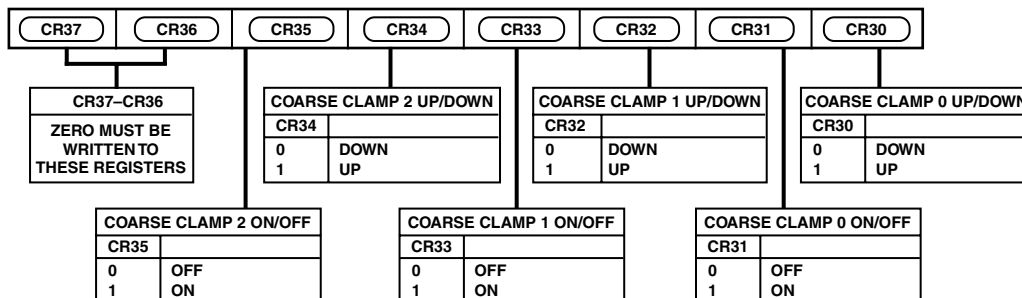 CR37 CR36 CR35 CR34 CR33 CR32 CR31 CR30
CR37–CR36
ZERO MUST BE
WRITTEN TO
THESE REGISTERS
COARSE CLAMP 2 UP/DOWN
CR34
0 DOWN
1 UP
COARSE CLAMP 1 UP/DOWN
CR32
0 DOWN
1 UP
COARSE CLAMP 0 UP/DOWN
CR30
0 DOWN
1 UP
COARSE CLAMP 2 ON/OFF
CR35
0 OFF
1 ON
COARSE CLAMP 1 ON/OFF
CR33
0 OFF
1 ON
COARSE CLAMP 0 ON/OFF
CR31
0 OFF
1 ON